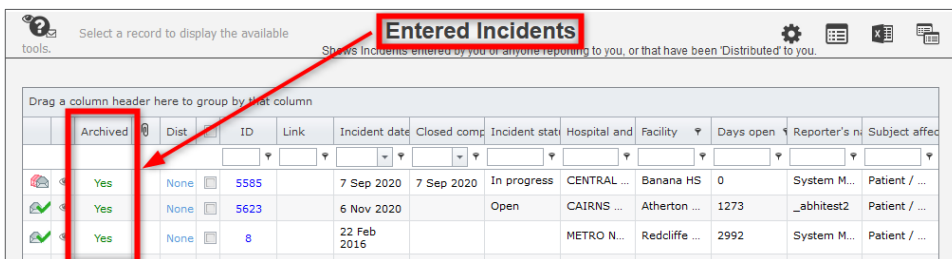 Entered Incidents
Select a record to display the available
tools.
Shows Incidents entered by you or anyone reporting to you, or that have been 'Distributed' to you.
Drag a column header here to group by that column
Archived Dist ID Link Incident date Closed comp Incident stat Hospital and Facility Days open Reporter's na Subject affec
Yes None 5585 7 Sep 2020 7 Sep 2020 In progress CENTRAL ... Banana HS 0 System M... Patient / ...
Yes None 5623 6 Nov 2020 Open CAIRNS ... Atherton ... 1273 _abhitest2 Patient / ...
Yes None 8 22 Feb
2016 METRO N... Redcliffe ... 2992 System M... Patient / ...